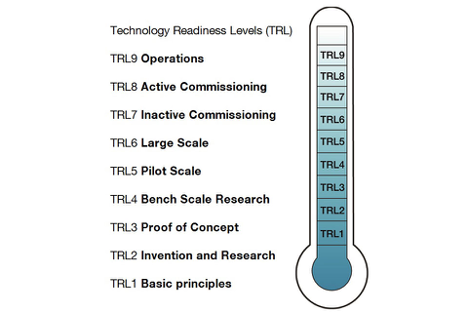 Technology Readiness Levels (TRL)
TRL9 Operations
TRL8 Active Commissioning
TRL7 Inactive Commissioning
TRL6 Large Scale
TRL5 Pilot Scale
TRL4 Bench Scale Research
TRL3 Proof of Concept
TRL2 Invention and Research
TRL1 Basic principles
TRL9
TRL8
TRL7
TRL6
TRL5
TRL4
TRL3
TRL2
TRL1